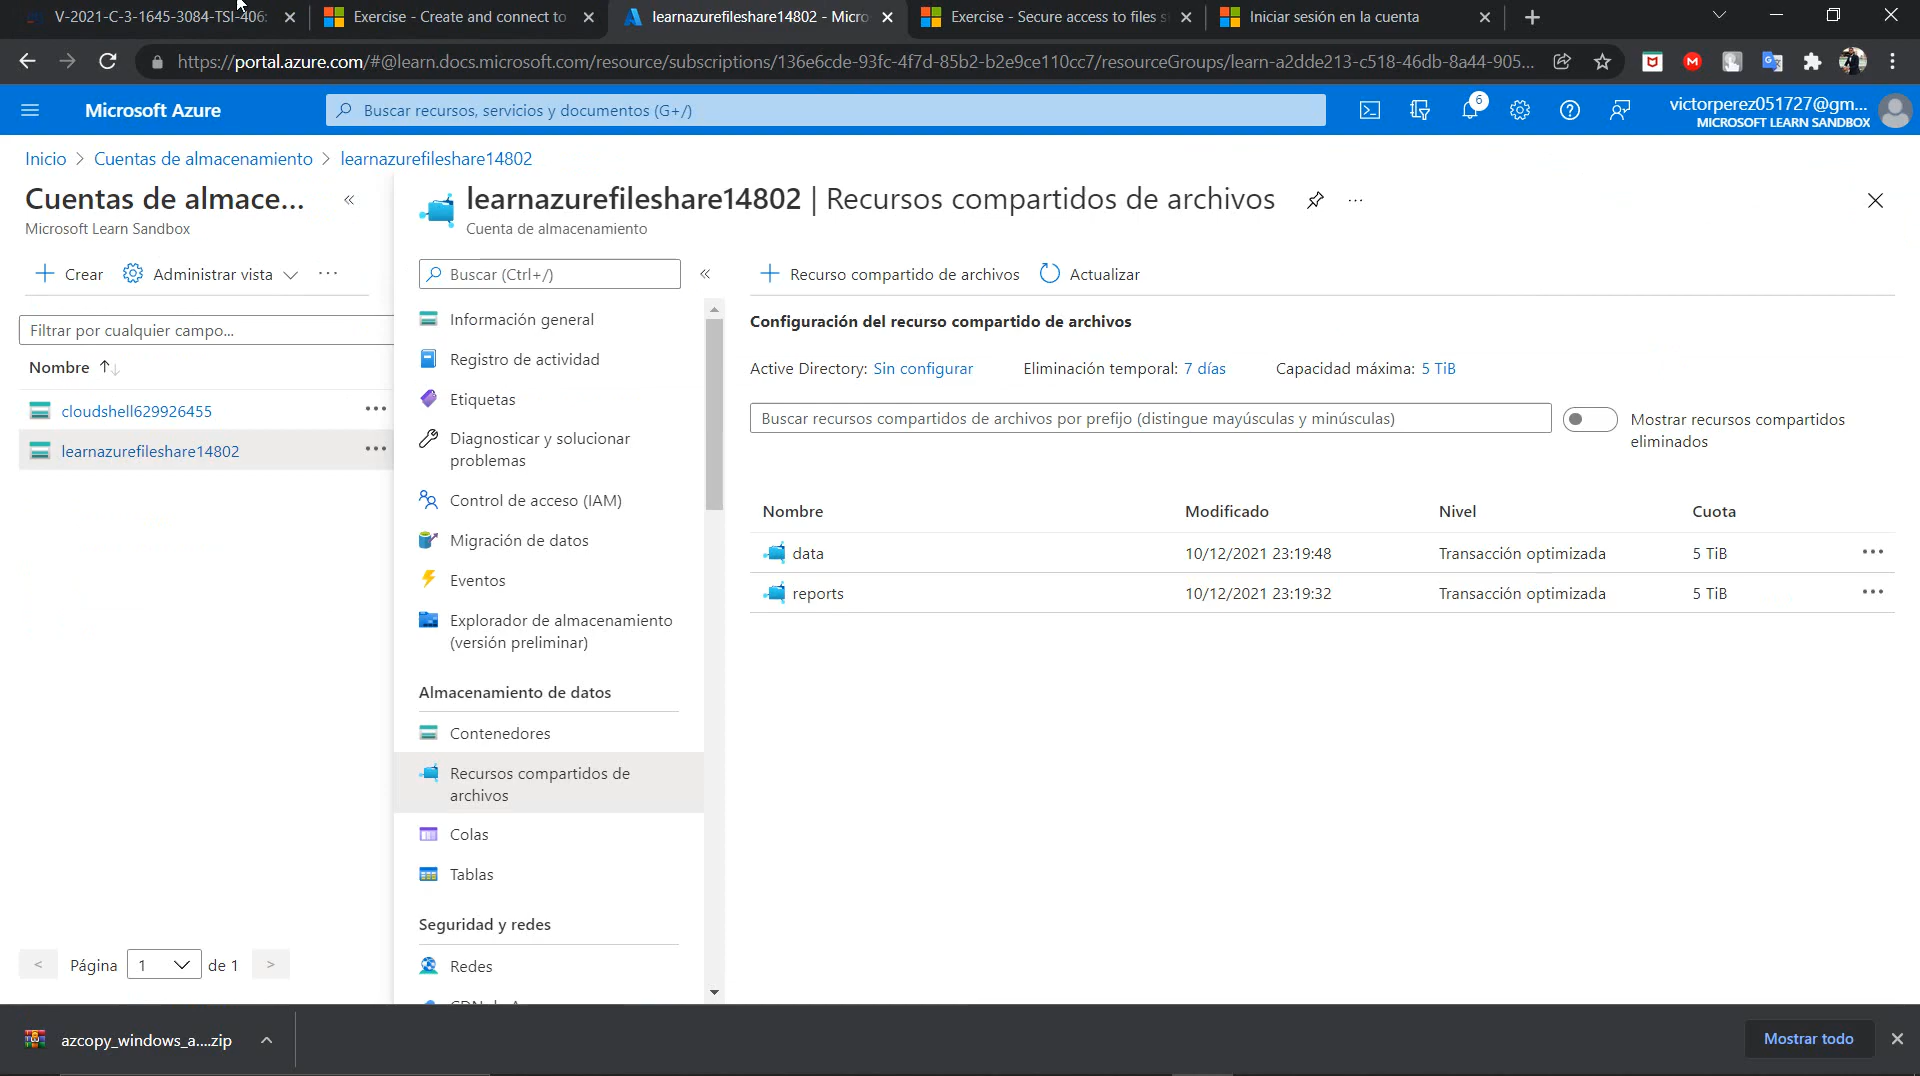 V-2021-C-3-1645-3084-TSI-406:
Exercise - Create and connect to
learnazurefileshare14802 - Micro
Exercise - Secure access to files s
Iniciar sesión en la cuenta
https://portal.azure.com/#@learn.docs.microsoft.com/resource/subscriptions/136e6cde-93fc-4f7d-85b2-b2e9ce110cc7/resourceGroups/learn-a2dde213-c518-46db-8a44-905...
Microsoft Azure
Buscar recursos, servicios y documentos (G+/)
6
victorperez051727@gm...
MICROSOFT LEARN SANDBOX
Inicio > Cuentas de almacenamiento > learnazurefileshare14802
Cuentas de almace...
Microsoft Learn Sandbox
Crear
Administrar vista
Filtrar por cualquier campo...
Nombre
cloudshell629926455
learnazurefileshare14802
< Página 1 de 1 >
learnazurefileshare14802 | Recursos compartidos de archivos
Cuenta de almacenamiento
Buscar (Ctrl+/)
Información general
Registro de actividad
Etiquetas
Diagnosticar y solucionar
problemas
Control de acceso (IAM)
Migración de datos
Eventos
Explorador de almacenamiento
(versión preliminar)
Almacenamiento de datos
Contenedores
Recursos compartidos de
archivos
Colas
Tablas
Seguridad y redes
Redes
Recurso compartido de archivos
Actualizar
Configuración del recurso compartido de archivos
Active Directory: Sin configurar
Eliminación temporal: 7 días
Capacidad máxima: 5 TiB
Buscar recursos compartidos de archivos por prefijo (distingue mayúsculas y minúsculas)
Mostrar recursos compartidos
eliminados
Nombre Modificado Nivel Cuota
data 10/12/2021 23:19:48 Transacción optimizada 5 TiB
reports 10/12/2021 23:19:32 Transacción optimizada 5 TiB
azcopy_windows_a....zip
Mostrar todo